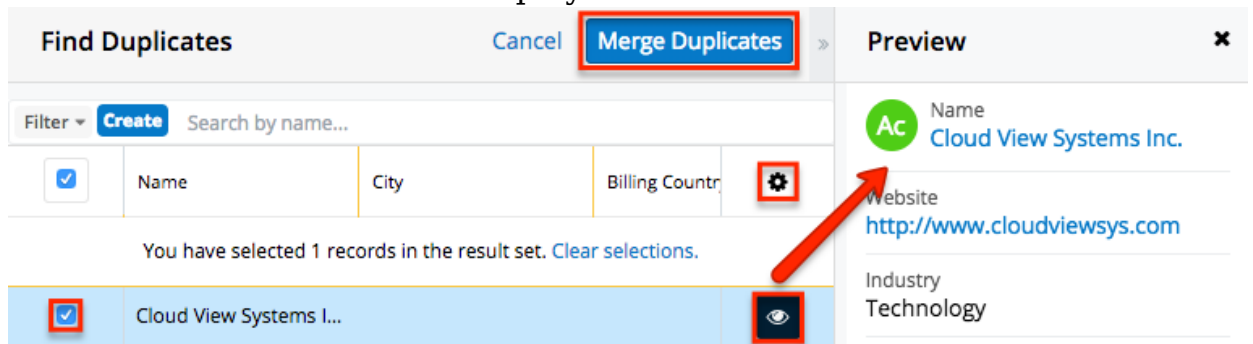 Find Duplicates Cancel Merge Duplicates » Preview
Filter Create Search by name...
Name City Billing Countr
You have selected 1 records in the result set. Clear selections.
Cloud View Systems I...
Ac Name
Cloud View Systems Inc.
Website
http://www.cloudviewsys.com
Industry
Technology